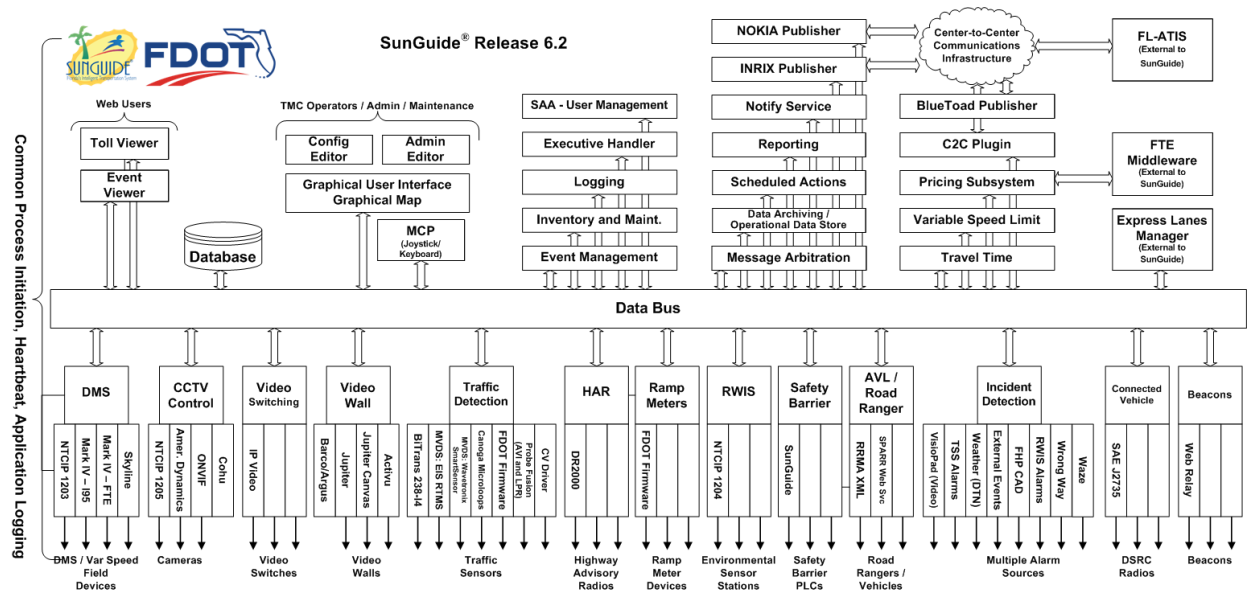 SunGuide® Release 6.2
SUNGUIDE
FDOT
Common Process Initiation, Heartbeat, Application Logging
Web Users
Toll Viewer
Event
Viewer
Database
TMC Operators / Admin / Maintenance
Config
Editor
Admin
Editor
Graphical User Interface
Graphical Map
MCP
(Joystick/
Keyboard)
SAA - User Management
Executive Handler
Logging
Inventory and Maint.
Event Management
NOKIA Publisher
INRIX Publisher
Notify Service
Reporting
Scheduled Actions
Data Archiving /
Operational Data Store
Message Arbitration
Center-to-Center
Communications
Infrastructure
BlueToad Publisher
C2C Plugin
Pricing Subsystem
Variable Speed Limit
Travel Time
FL-ATIS
(External to
SunGuide)
FTE
Middleware
(External to
SunGuide)
Express Lanes
Manager
(External to
SunGuide)
Data Bus
DMS
NTCIP 1203
Mark IV – I95
Mark IV – FTE
Skyline
DMS / Var Speed
Field
Devices
CCTV
Control
NTCIP 1205
Amer. Dynamics
ONVIF
Cohu
Cameras
Video
Switching
IP Video
Video
Switches
Video
Wall
Barco/Argus
Jupiter
Jupiter Canvas
Activu
Video
Walls
Traffic
Detection
BiTrans 238-I4
MVDS: EIS RTMS
MVDS: Wavetronix
SmartSensor
Canoga Microloops
FDOT Firmware
Probe Fusion
(AVI and LPR)
CV Driver
Traffic
Sensors
HAR
DR2000
Highway
Advisory
Radios
Ramp
Meters
FDOT Firmware
Ramp
Meter
Devices
RWIS
NTCIP 1204
Environmental
Sensor
Stations
Safety
Barrier
SunGuide
Safety
Barrier
PLCs
AVL /
Road
Ranger
RRMA XML
SPARR Web Svc
Road
Rangers /
Vehicles
Incident
Detection
VisioPad (Video)
TSS Alarms
Weather (DTN)
External Events
FHP CAD
RWIS Alarms
Wrong Way
Waze
Multiple Alarm
Sources
Connected
Vehicle
SAE J2735
DSRC
Radios
Beacons
Web Relay
Beacons